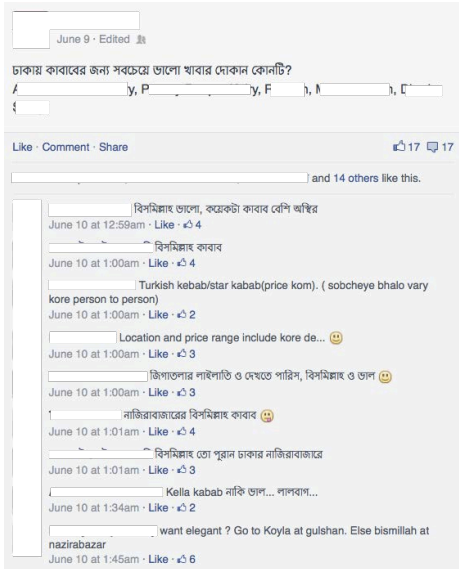 June 9 · Edited
ঢাকায় কাবাবের জন্য সবচেয়ে ভালো খাবার দোকান কোনটি?
Like · Comment · Share 17 17
and 14 others like this.
বিসমিল্লাহ ভালো, কয়েকটা কাবাব বেশি অস্থির
June 10 at 12:59am · Like · 4
বিসমিল্লাহ কাবাব
June 10 at 1:00am · Like · 4
Turkish kebab/star kabab(price kom). ( sobcheye bhalo vary
kore person to person)
June 10 at 1:00am · Like · 2
Location and price range include kore de...
June 10 at 1:00am · Like · 3
জিগাতলার লাইলাতি ও দেখতে পারিস, বিসমিল্লাহ ও ভাল
June 10 at 1:00am · Like · 3
নাজিরাবাজারের বিসমিল্লাহ কাবাব
June 10 at 1:01am · Like · 4
বিসমিল্লাহ তো পুরান ঢাকার নাজিরাবাজারে
June 10 at 1:01am · Like · 3
Kella kabab নাকি ভাল... লালবাগ...
June 10 at 1:34am · Like · 2
want elegant ? Go to Koyla at gulshan. Else bismillah at
nazirabazar
June 10 at 1:45am · Like · 6